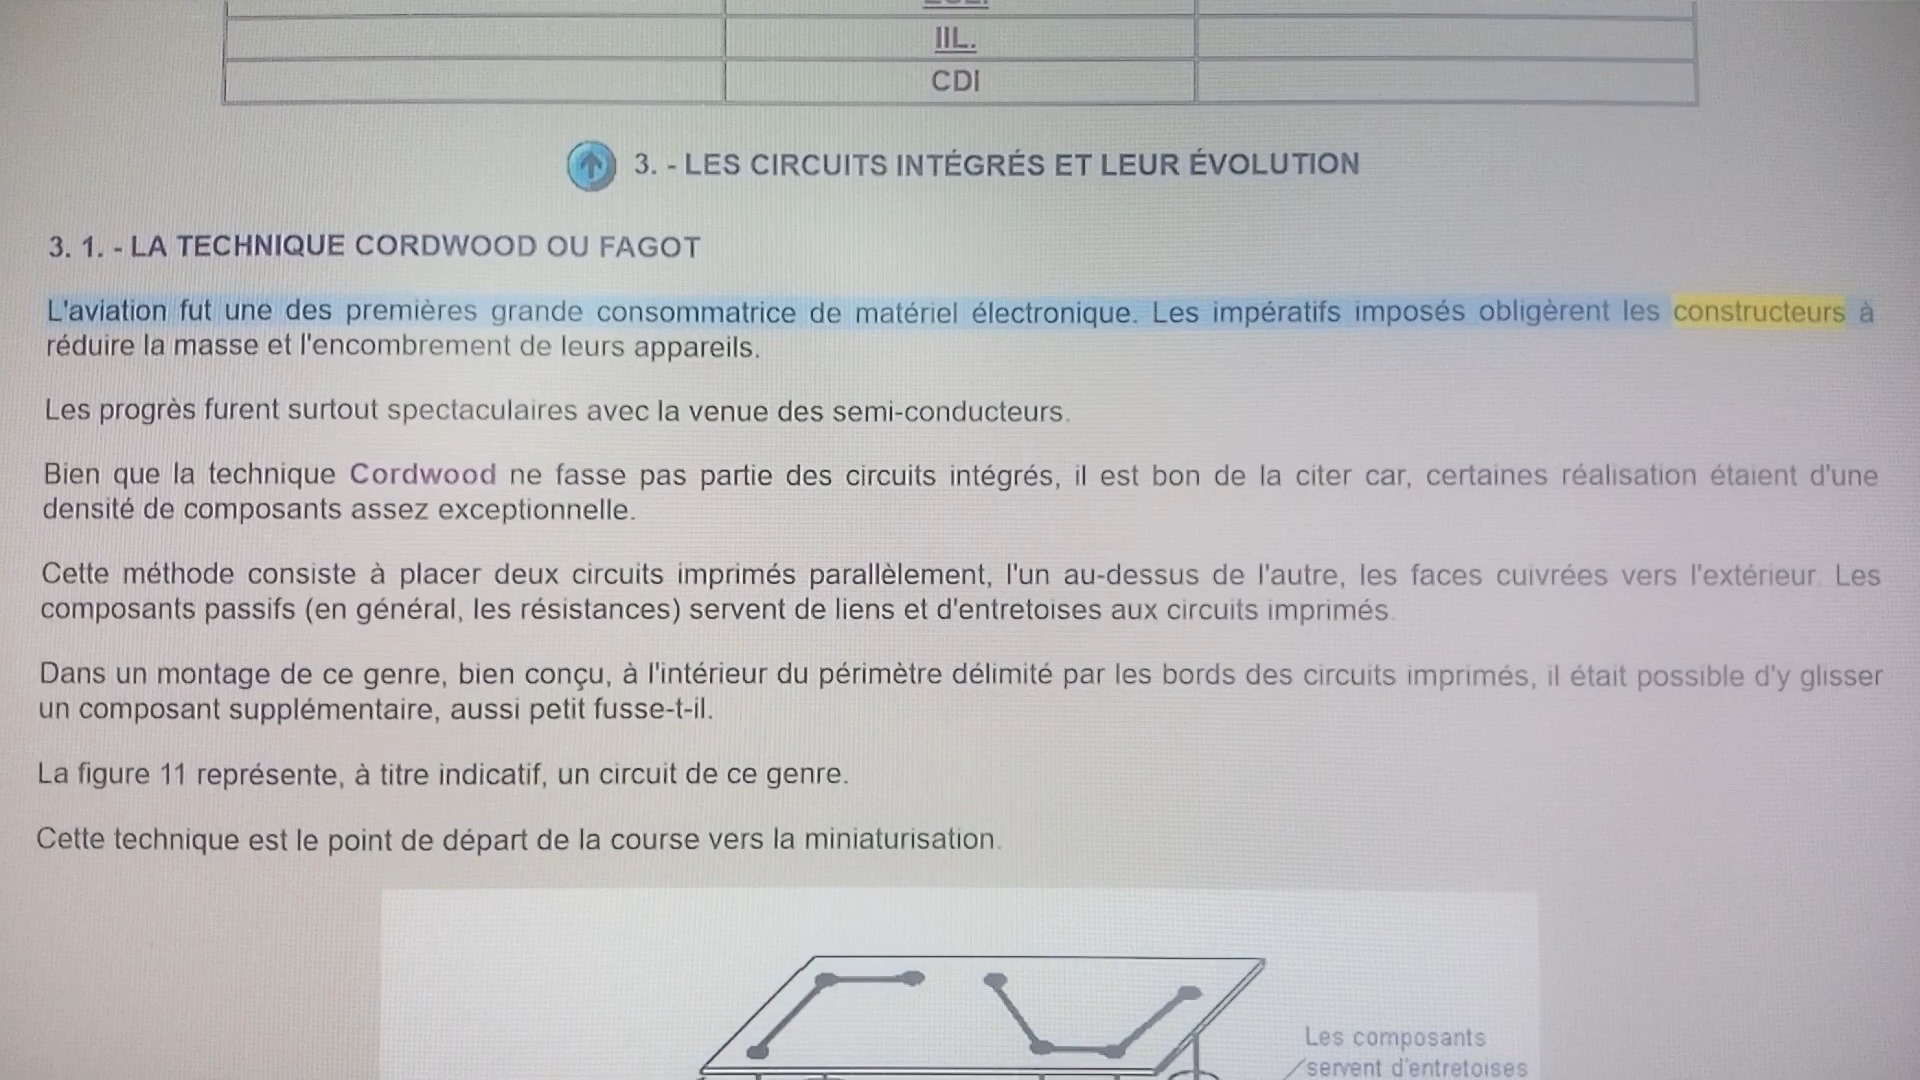 IIL.
CDI
3. - LES CIRCUITS INTÉGRÉS ET LEUR ÉVOLUTION
3. 1. - LA TECHNIQUE CORDWOOD OU FAGOT
L'aviation fut une des premières grande consommatrice de matériel électronique. Les impératifs imposés obligèrent les constructeurs à
réduire la masse et l'encombrement de leurs appareils.
Les progrès furent surtout spectaculaires avec la venue des semi-conducteurs.
Bien que la technique Cordwood ne fasse pas partie des circuits intégrés, il est bon de la citer car, certaines réalisation étaient d'une
densité de composants assez exceptionnelle.
Cette méthode consiste à placer deux circuits imprimés parallèlement, l'un au-dessus de l'autre, les faces cuivrées vers l'extérieur. Les
composants passifs (en général, les résistances) servent de liens et d'entretoises aux circuits imprimés.
Dans un montage de ce genre, bien conçu, à l'intérieur du périmètre délimité par les bords des circuits imprimés, il était possible d'y glisser
un composant supplémentaire, aussi petit fusse-t-il.
La figure 11 représente, à titre indicatif, un circuit de ce genre.
Cette technique est le point de départ de la course vers la miniaturisation.
Les composants
servent d'entretoises